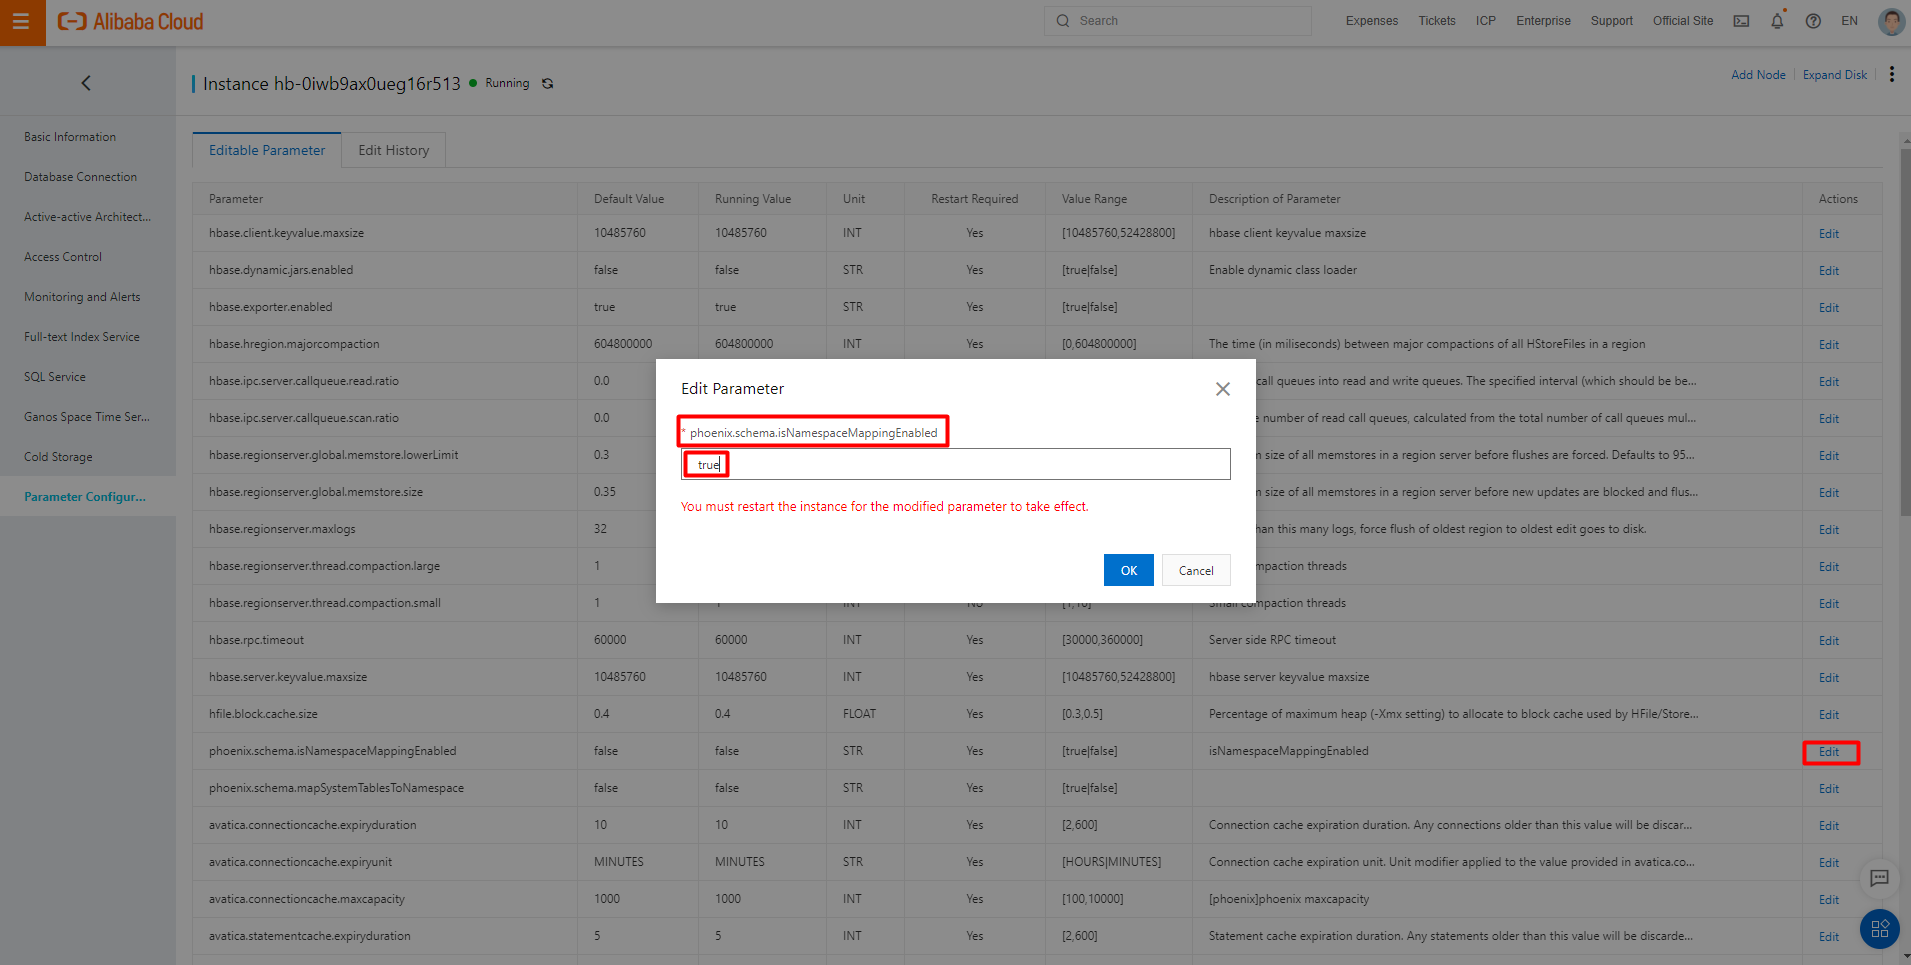 Alibaba Cloud
Search
Expenses Tickets ICP Enterprise Support Official Site EN
Instance hb-0iwb9ax0ueg16r513 Running
Add Node Expand Disk
Basic Information
Database Connection
Active-active Architect...
Access Control
Monitoring and Alerts
Full-text Index Service
SQL Service
Ganos Space Time Ser...
Cold Storage
Parameter Configur...
Editable Parameter Edit History
Parameter Default Value Running Value Unit Restart Required Value Range Description of Parameter Actions
hbase.client.keyvalue.maxsize 10485760 10485760 INT Yes [10485760,52428800] hbase client keyvalue maxsize Edit
hbase.dynamic.jars.enabled false false STR Yes [true|false] Enable dynamic class loader Edit
hbase.exporter.enabled true true STR Yes [true|false] Edit
hbase.hregion.majorcompaction 604800000 604800000 INT Yes [0,604800000] The time (in miliseconds) between major compactions of all HStoreFiles in a region Edit
hbase.ipc.server.callqueue.read.ratio 0.0 call queues into read and write queues. The specified interval (which should be be... Edit
hbase.ipc.server.callqueue.scan.ratio 0.0 number of read call queues, calculated from the total number of call queues mul... Edit
hbase.regionserver.global.memstore.lowerLimit 0.3 size of all memstores in a region server before flushes are forced. Defaults to 95... Edit
hbase.regionserver.global.memstore.size 0.35 size of all memstores in a region server before new updates are blocked and flus... Edit
hbase.regionserver.maxlogs 32 than this many logs, force flush of oldest region to oldest edit goes to disk. Edit
hbase.regionserver.thread.compaction.large 1 threads Edit
hbase.regionserver.thread.compaction.small 1 1 INT No [1,10] Small compaction threads Edit
hbase.rpc.timeout 60000 60000 INT Yes [30000,360000] Server side RPC timeout Edit
hbase.server.keyvalue.maxsize 10485760 10485760 INT Yes [10485760,52428800] hbase server keyvalue maxsize Edit
hfile.block.cache.size 0.4 0.4 FLOAT Yes [0.3,0.5] Percentage of maximum heap (-Xmx setting) to allocate to block cache used by HFile/Store... Edit
phoenix.schema.isNamespaceMappingEnabled false false STR Yes [true|false] isNamespaceMappingEnabled Edit
phoenix.schema.mapSystemTablesToNamespace false false STR Yes [true|false] Edit
avatica.connectioncache.expiryduration 10 10 INT Yes [2,600] Connection cache expiration duration. Any connections older than this value will be discar... Edit
avatica.connectioncache.expiryunit MINUTES MINUTES STR Yes [HOURS|MINUTES] Connection cache expiration unit. Unit modifier applied to the value provided in avatica.co... Edit
avatica.connectioncache.maxcapacity 1000 1000 INT Yes [100,10000] [phoenix]phoenix maxcapacity Edit
avatica.statementcache.expiryduration 5 5 INT Yes [2,600] Statement cache expiration duration. Any statements older than this value will be discarde... Edit
Edit Parameter
* phoenix.schema.isNamespaceMappingEnabled
true
You must restart the instance for the modified parameter to take effect.
OK Cancel